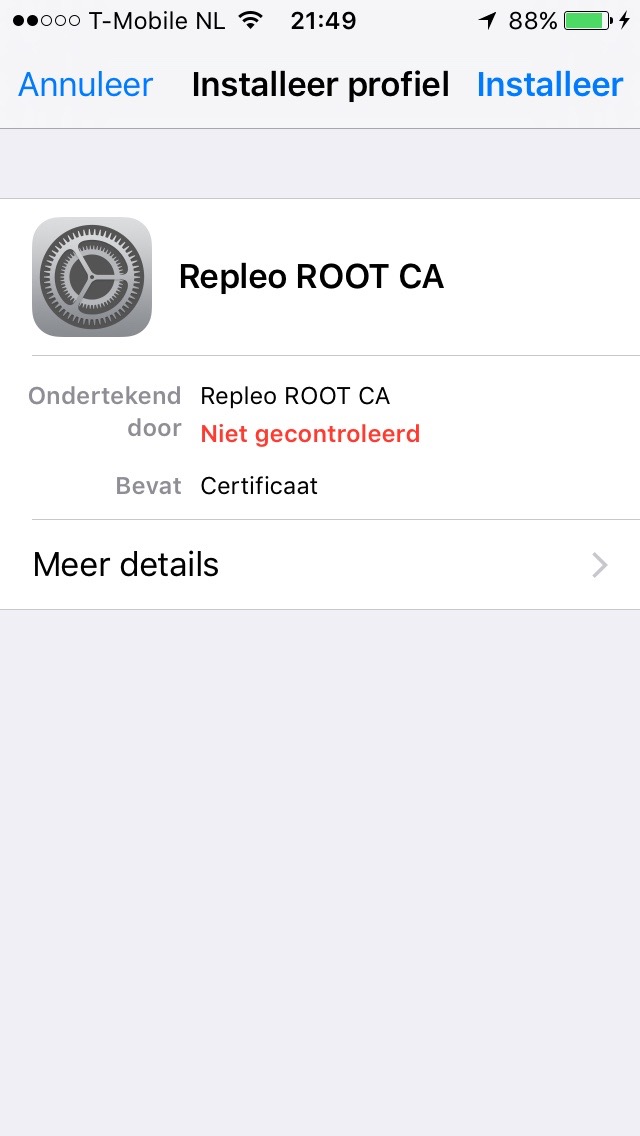 ●●○○○ T-Mobile NL 21:49 88%
Annuleer Installeer profiel Installeer
Repleo ROOT CA
Ondertekend door Repleo ROOT CA
Niet gecontroleerd
Bevat Certificaat
Meer details